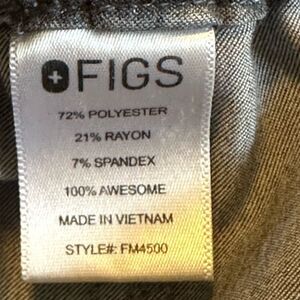 FIGS
72% POLYESTER
21% RAYON
7% SPANDEX
100% AWESOME
MADE IN VIETNAM
STYLE#: FM4500